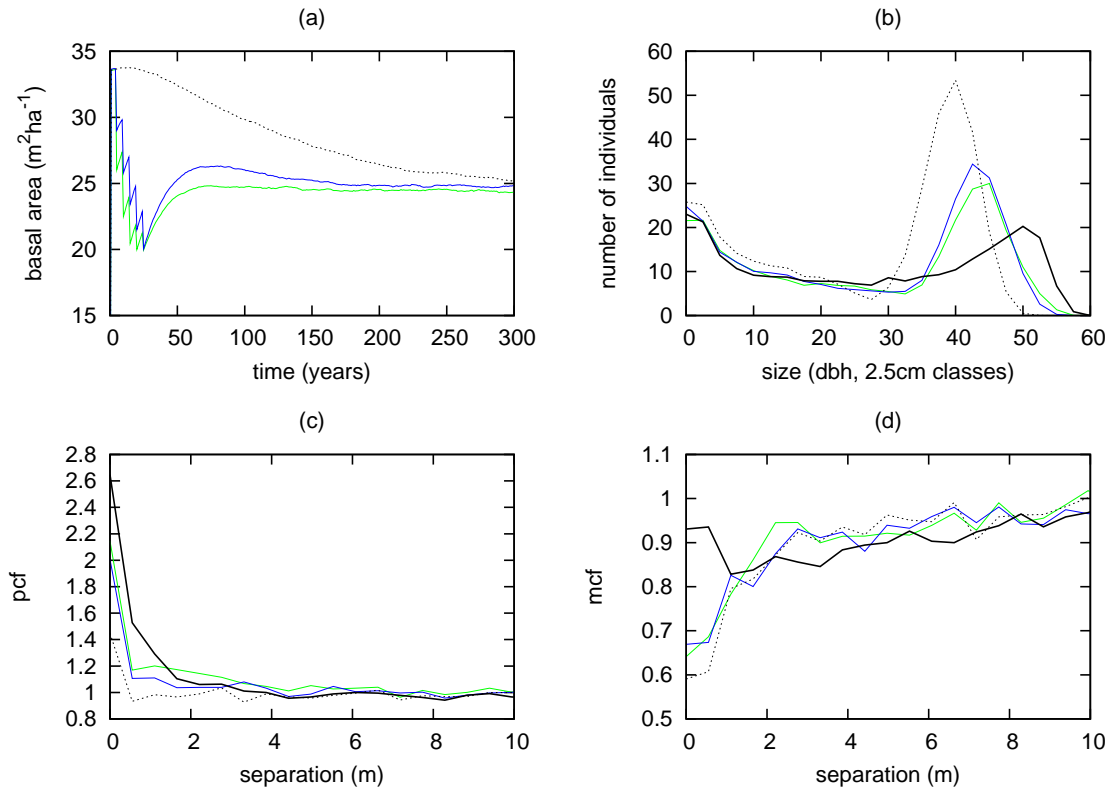 (a)
35
30
25
20
15
0 50 100 150 200 250 300
basal area (m²ha⁻¹)
time (years)
(b)
60
50
40
30
20
10
0
0 10 20 30 40 50 60
number of individuals
size (dbh, 2.5cm classes)
(c)
2.8
2.6
2.4
2.2
2
1.8
1.6
1.4
1.2
1
0.8
0 2 4 6 8 10
pcf
separation (m)
(d)
1.1
1
0.9
0.8
0.7
0.6
0.5
0 2 4 6 8 10
mcf
separation (m)